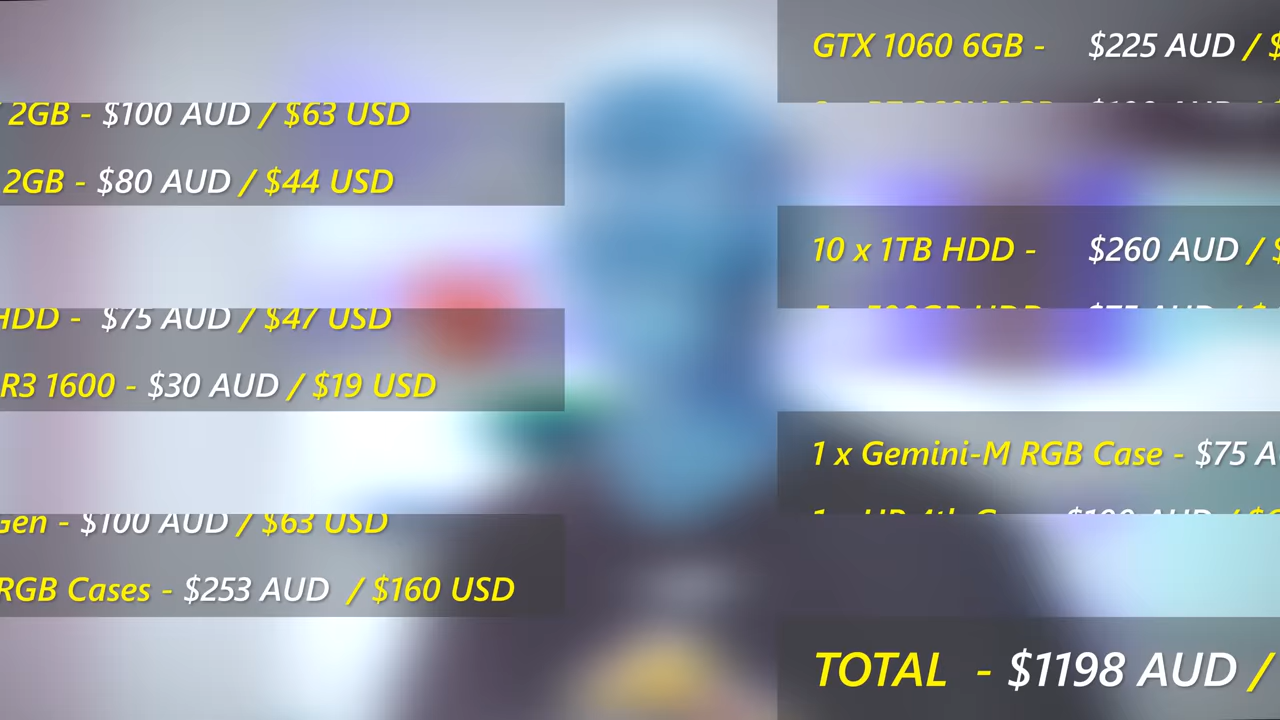 GTX 1060 6GB - $225 AUD / $
2GB - $100 AUD / $63 USD
2GB - $80 AUD / $44 USD
10 x 1TB HDD - $260 AUD / $
HDD - $75 AUD / $47 USD
R3 1600 - $30 AUD / $19 USD
1 x Gemini-M RGB Case - $75 A
Gen - $100 AUD / $63 USD
RGB Cases - $253 AUD / $160 USD
TOTAL - $1198 AUD /